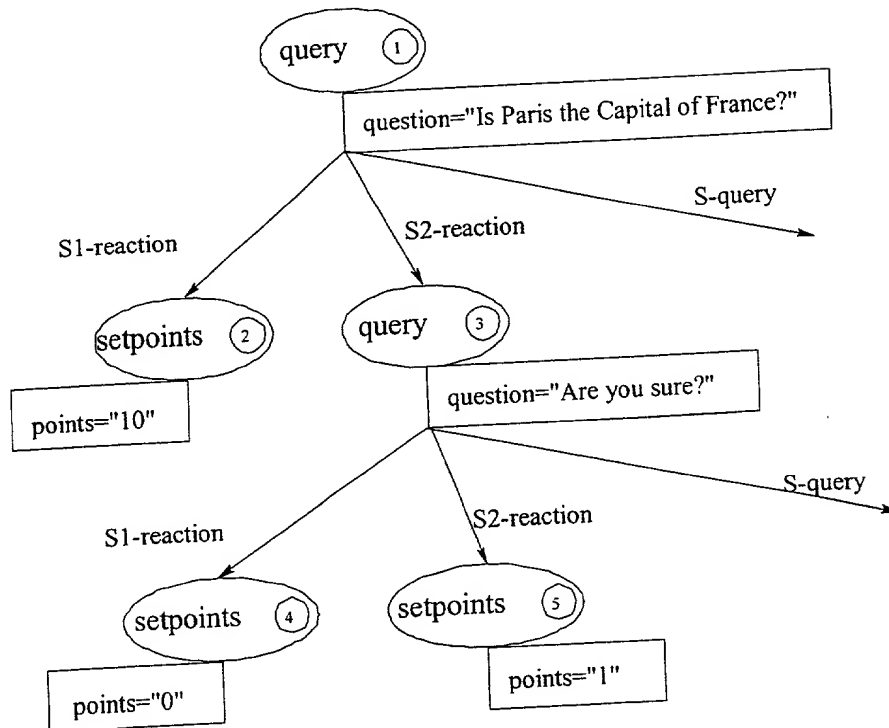 query 1
question="Is Paris the Capital of France?"
S-query
S1-reaction
S2-reaction
setpoints 2
query 3
points="10"
question="Are you sure?"
S-query
S1-reaction
S2-reaction
setpoints 4
setpoints 5
points="0"
points="1"